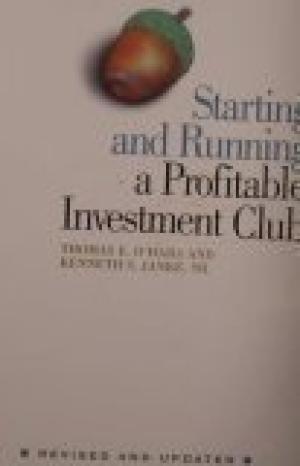 Starting
and Running
a Profitable
Investment Club
THOMAS E. O'HARA AND
KENNETH S. JANKE, SR.
REVISED AND UPDATED